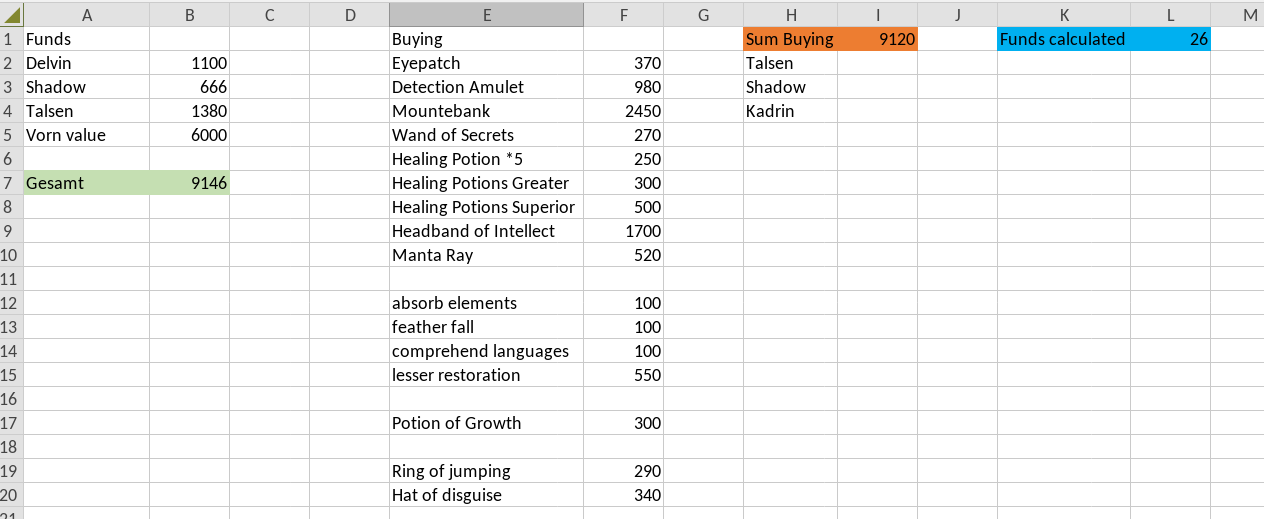 A B C D E F G H I J K L M
1 Funds Buying Sum Buying 9120 Funds calculated 26
2 Delvin 1100 Eyepatch 370 Talsen
3 Shadow 666 Detection Amulet 980 Shadow
4 Talsen 1380 Mountebank 2450 Kadrin
5 Vorn value 6000 Wand of Secrets 270
6 Healing Potion *5 250
7 Gesamt 9146 Healing Potions Greater 300
8 Healing Potions Superior 500
9 Headband of Intellect 1700
10 Manta Ray 520
11
12 absorb elements 100
13 feather fall 100
14 comprehend languages 100
15 lesser restoration 550
16
17 Potion of Growth 300
18
19 Ring of jumping 290
20 Hat of disguise 340
21